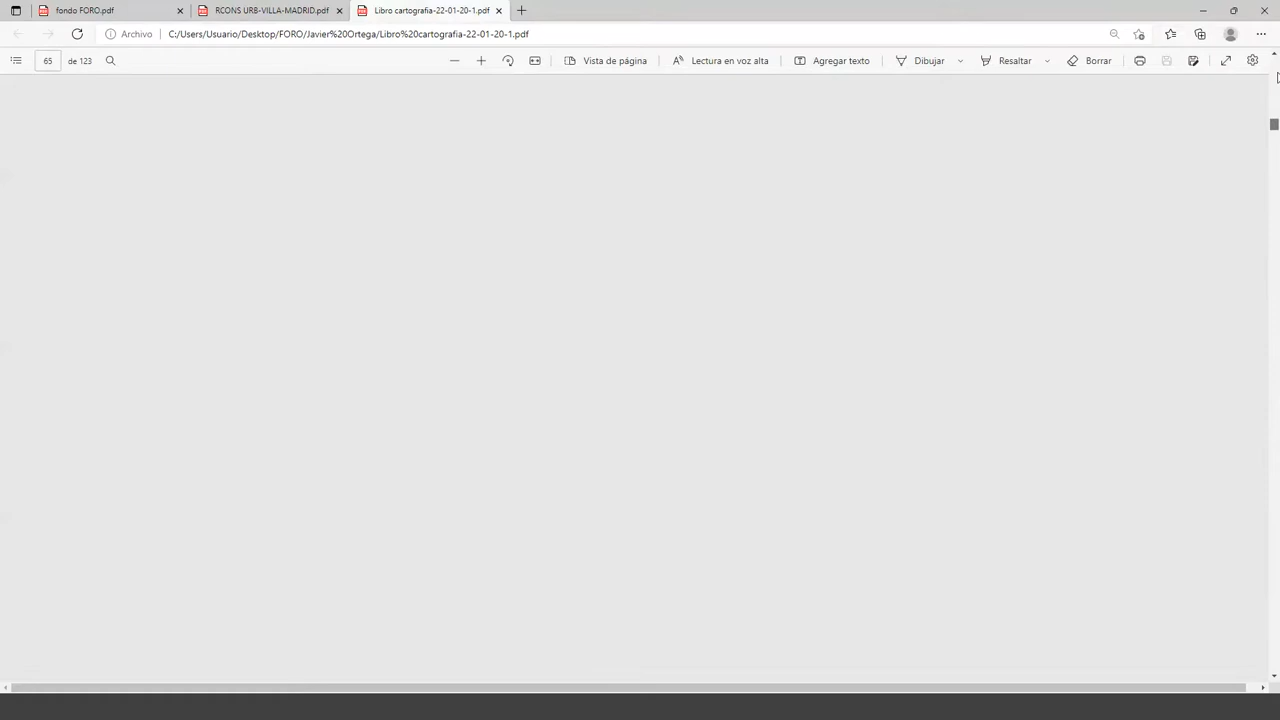 fondo FORO.pdf
RCONS URB-VILLA-MADRID.pdf
Libro cartografia-22-01-20-1.pdf
Archivo
C:/Users/Usuario/Desktop/FORO/Javier%20Ortega/Libro%20cartografia-22-01-20-1.pdf
65 de 123
Vista de página
Lectura en voz alta
Agregar texto
Dibujar
Resaltar
Borrar